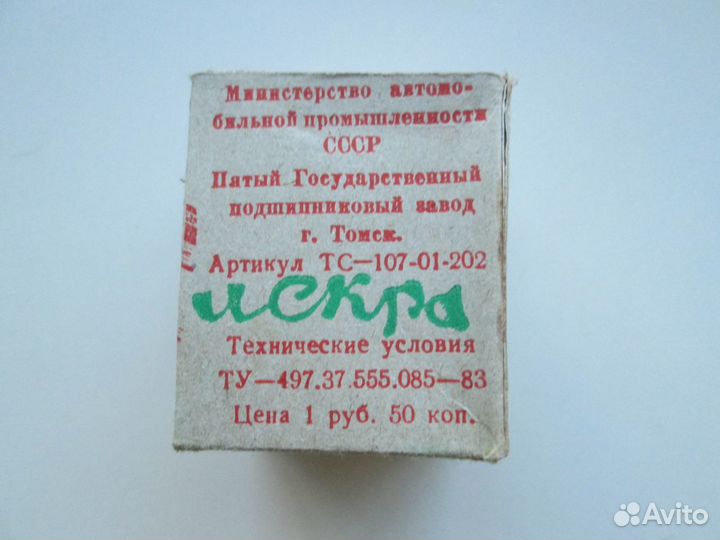 Министерство автомо-
бильной промышленности
СССР
Пятый Государственный
подшипниковый завод
г. Томск.
Артикул ТС—107-01-202
искра
Технические условия
ТУ—497.37.555.085—83
Цена 1 руб. 50 коп.
Avito